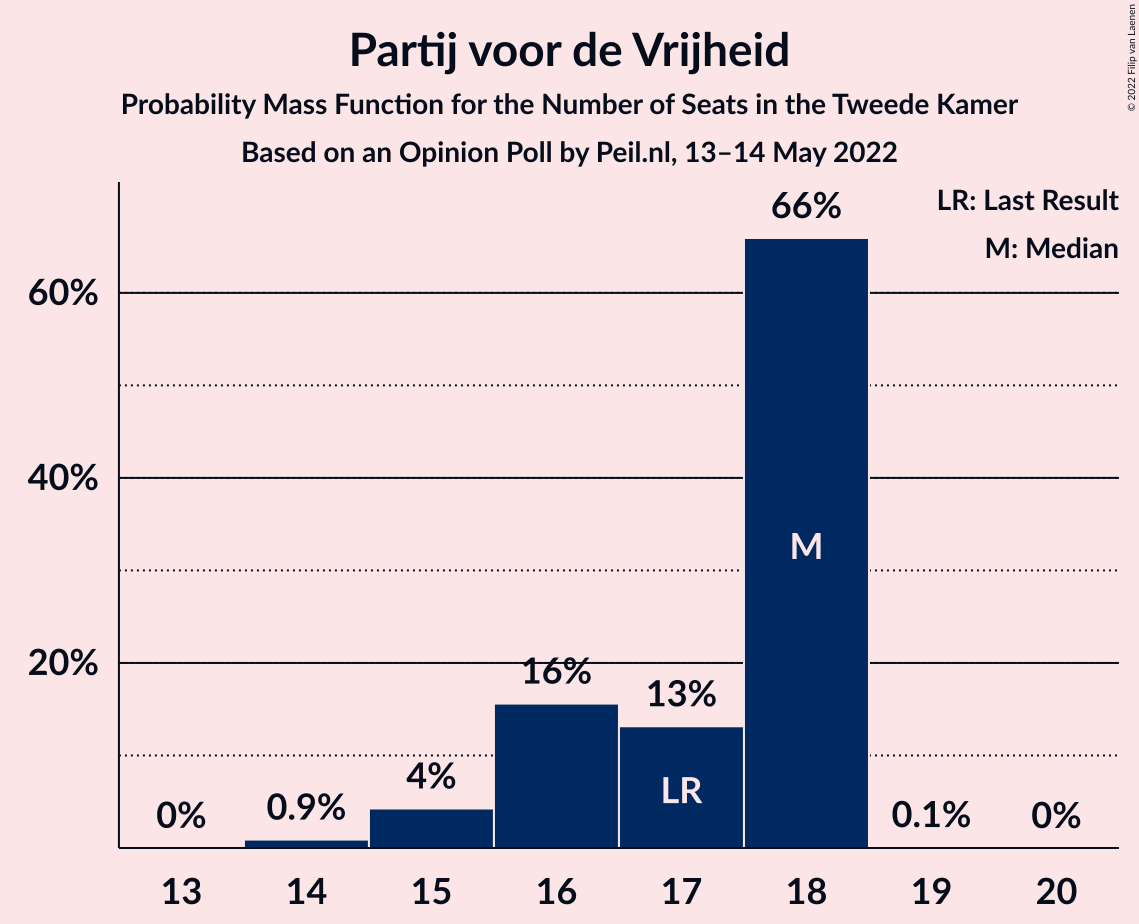 Partij voor de Vrijheid
Probability Mass Function for the Number of Seats in the Tweede Kamer
Based on an Opinion Poll by Peil.nl, 13–14 May 2022
© 2022 Filip van Laenen
LR: Last Result
M: Median
66%
60%
40%
M
20%
16%
13%
4%
LR
0%
0.9%
0.1%
0%
13 14 15 16 17 18 19 20